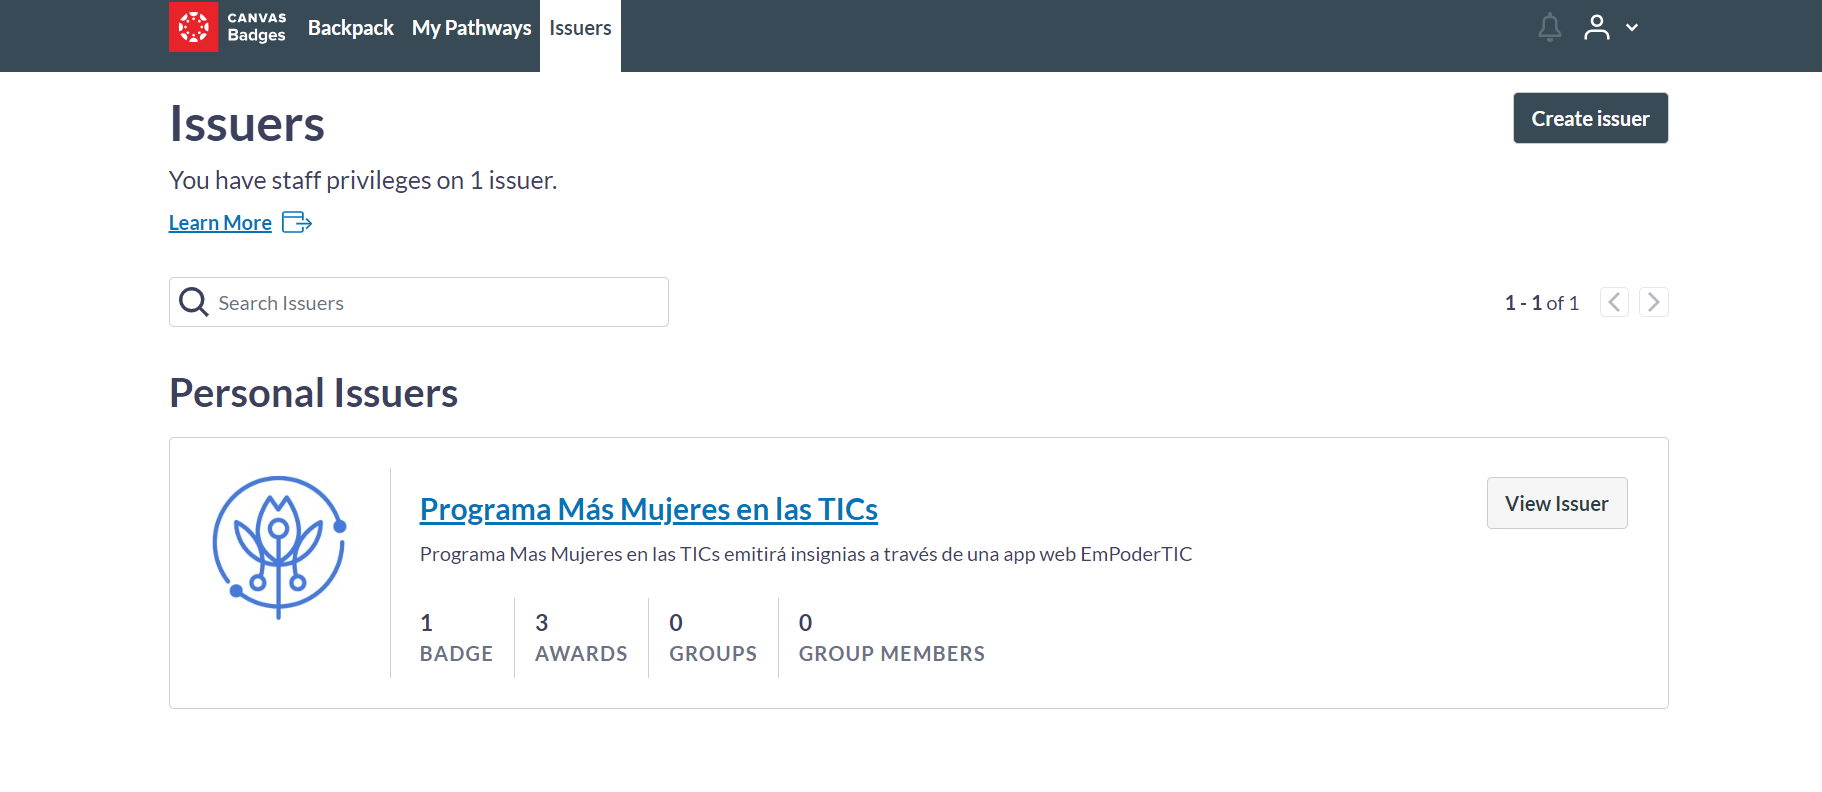 CANVAS
Badges
Backpack
My Pathways
Issuers
Issuers
Create issuer
You have staff privileges on 1 issuer.
Learn More
Search Issuers
1 - 1 of 1
Personal Issuers
Programa Más Mujeres en las TICs
View Issuer
Programa Mas Mujeres en las TICs emitirá insignias a través de una app web EmPoderTIC
1
BADGE
3
AWARDS
0
GROUPS
0
GROUP MEMBERS